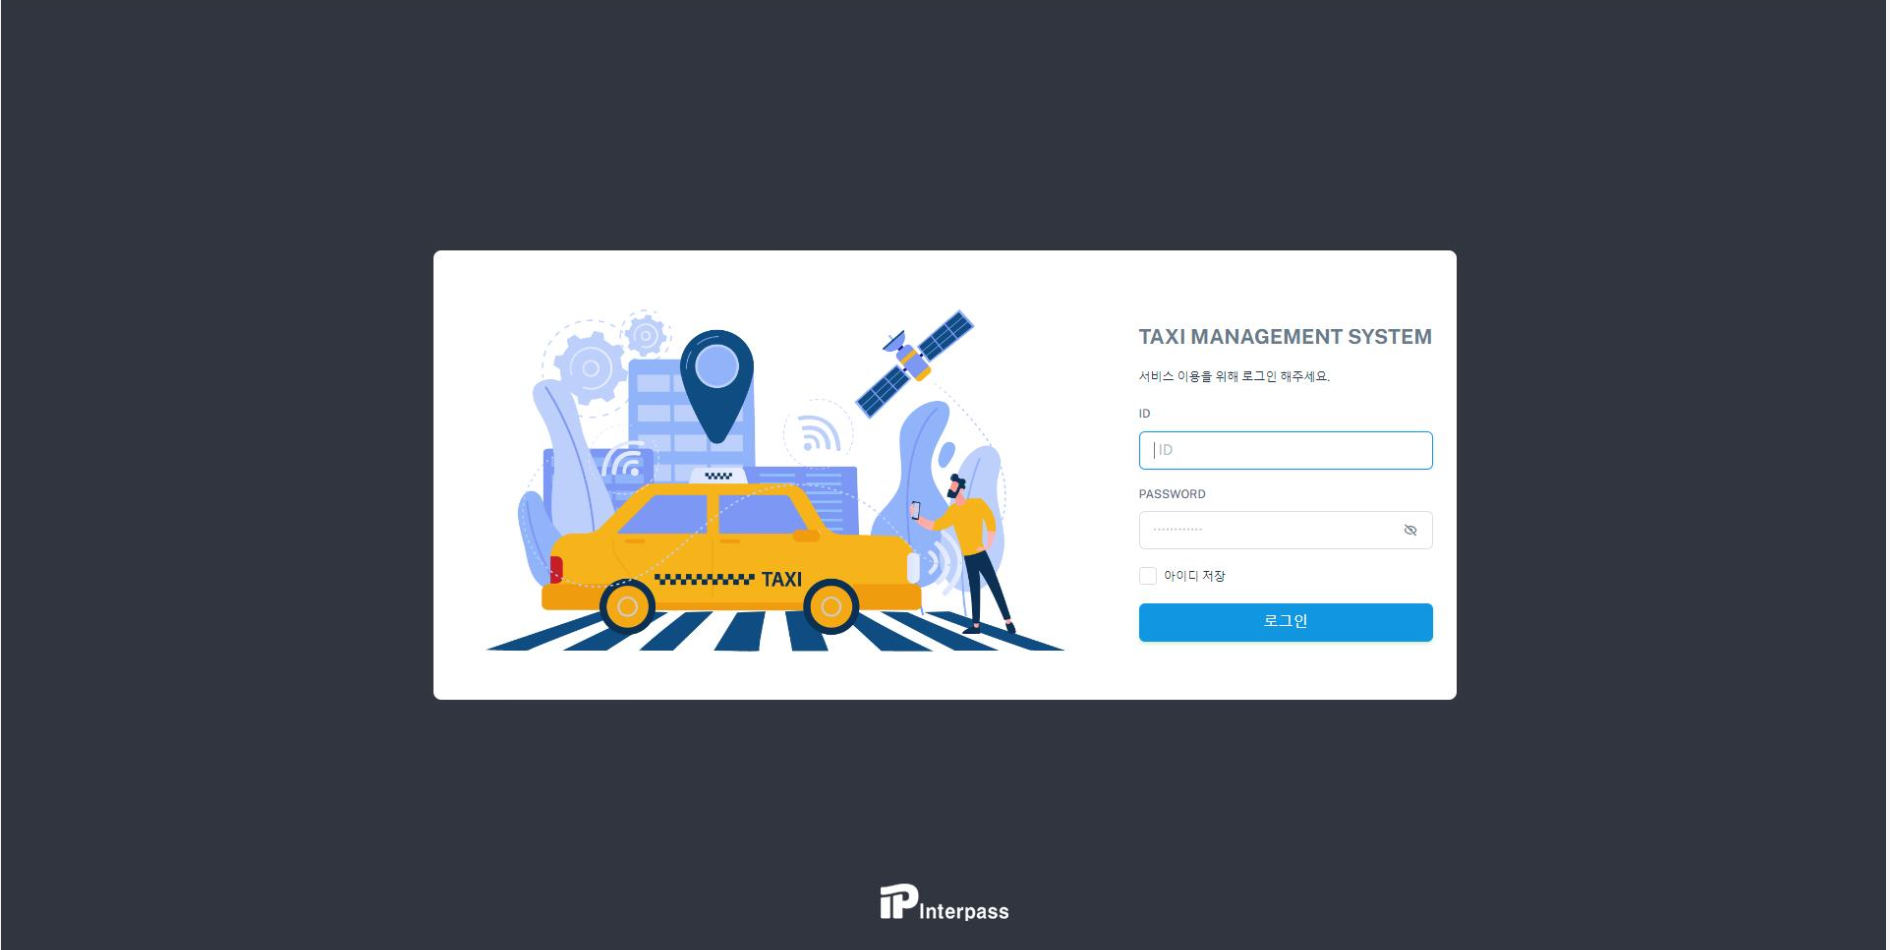 TAXI MANAGEMENT SYSTEM
서비스 이용을 위해 로그인 해주세요.
ID
ID
PASSWORD
아이디 저장
로그인
TAXI
iP Interpass